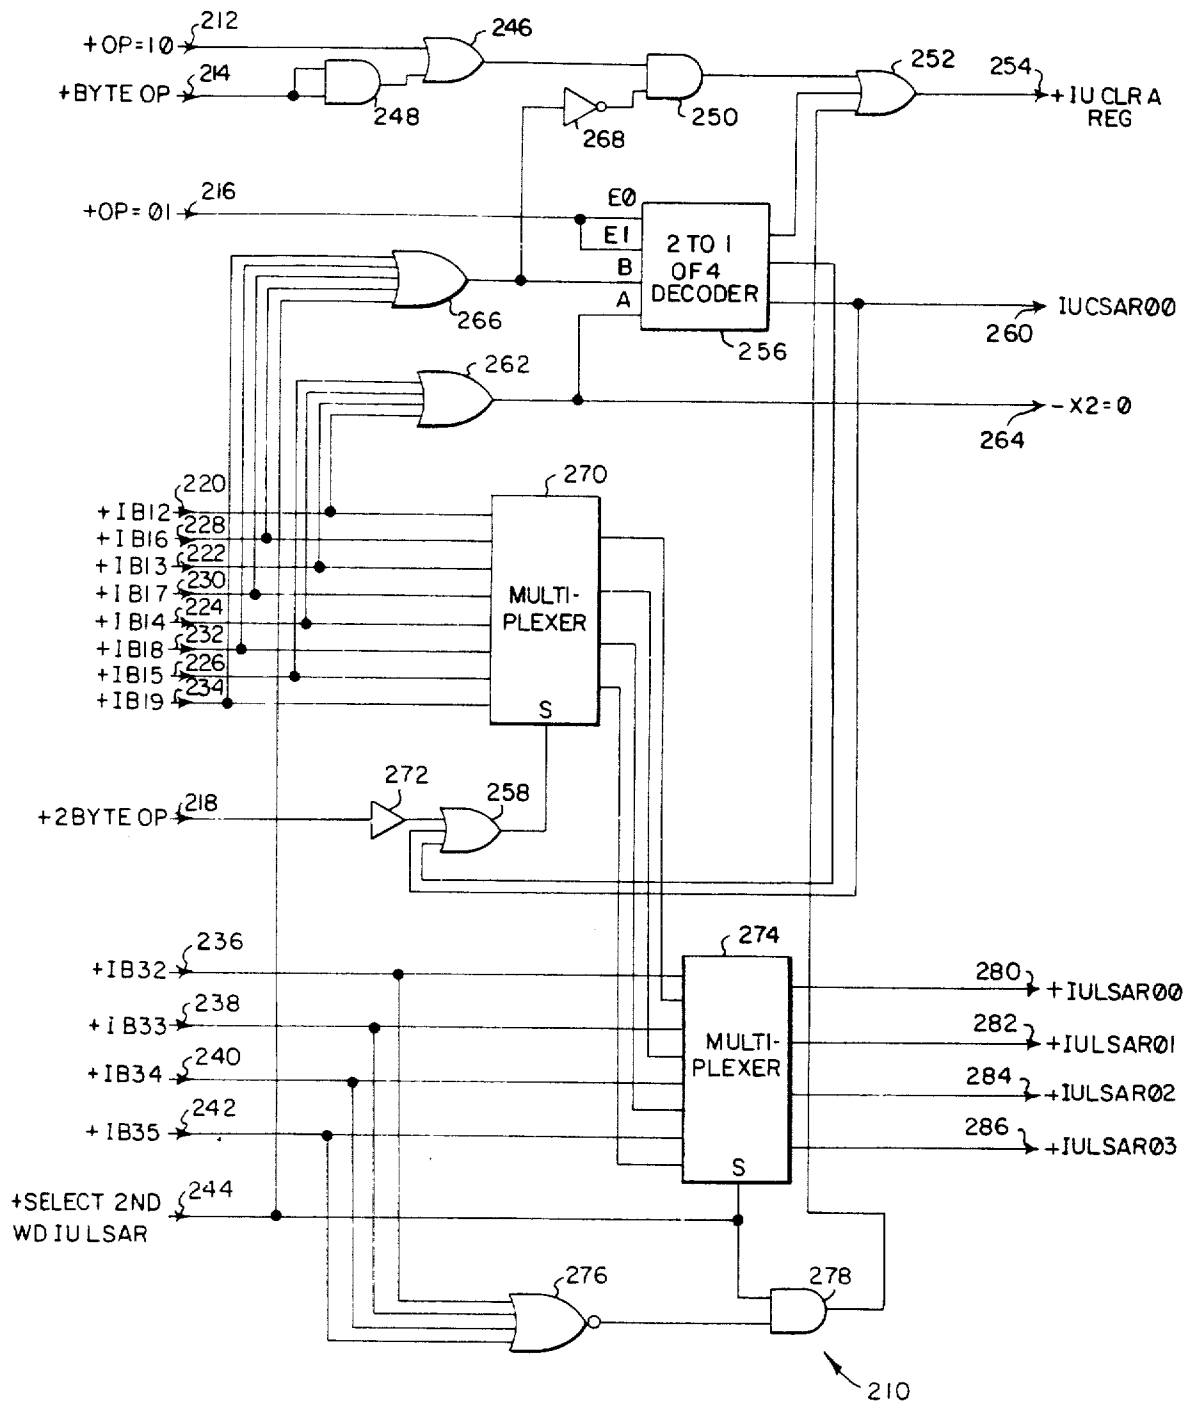 212
+OP=10
246
214
+BYTE OP
248
268
250
252
254
+IU CLR A
REG
216
+OP=01
E0
E1
B
A
2 TO 1
OF 4
DECODER
256
266
IUCSAR00
260
262
-X2=0
264
270
220
+IB12
228
+IB16
222
+IB13
230
+IB17
224
+IB14
232
+IB18
226
+IB15
234
+IB19
MULTI-
PLEXER
S
272
258
+2BYTE OP
218
236
+IB32
238
+IB33
240
+IB34
242
+IB35
274
MULTI-
PLEXER
S
280
+IULSAR00
282
+IULSAR01
284
+IULSAR02
286
+IULSAR03
+SELECT 2ND
WD IULSAR
244
276
278
210